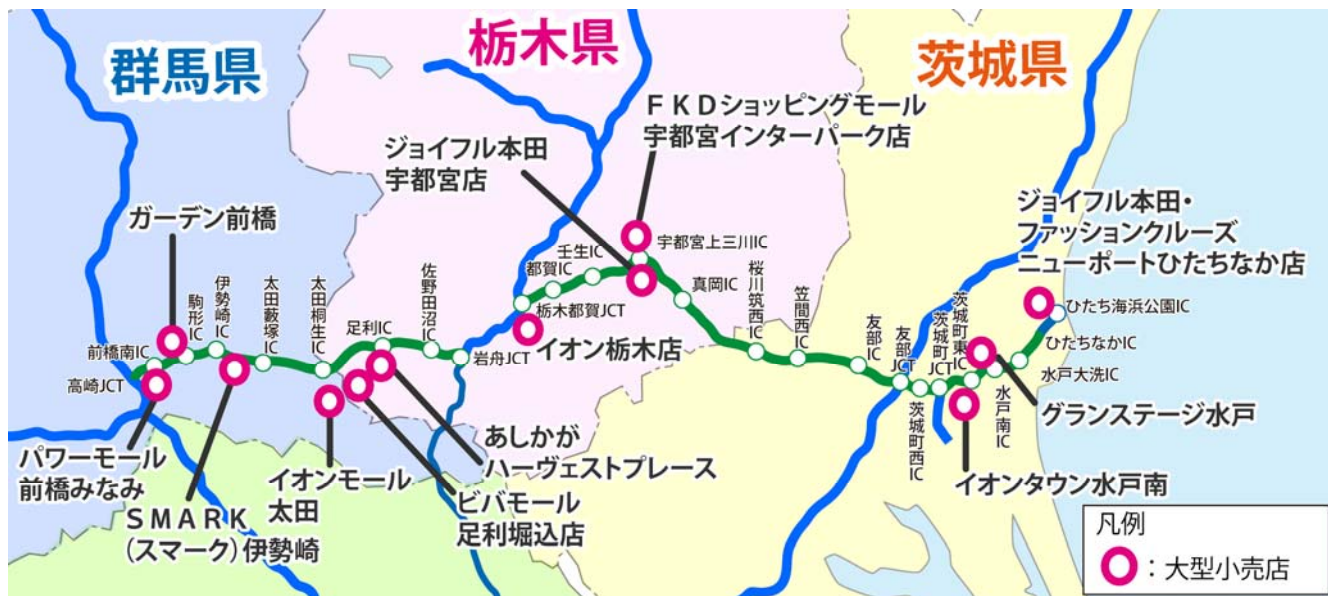 群馬県
栃木県
茨城県
ＦＫＤショッピングモール
宇都宮インターパーク店
ジョイフル本田
宇都宮店
ガーデン前橋
ジョイフル本田・
ファッションクルーズ
ニューポートひたちなか店
高崎JCT
前橋南IC
駒形IC
伊勢崎IC
太田藪塚IC
太田桐生IC
足利IC
佐野田沼IC
岩舟JCT
栃木都賀JCT
都賀IC
壬生IC
宇都宮上三川IC
真岡IC
桜川筑西IC
笠間西IC
友部IC
友部JCT
茨城町西IC
茨城町JCT
茨城町東IC
水戸南IC
水戸大洗IC
ひたちなかIC
ひたち海浜公園IC
イオン栃木店
グランステージ水戸
イオンタウン水戸南
パワーモール
前橋みなみ
ＳＭＡＲＫ
（スマーク）伊勢崎
イオンモール
太田
あしかが
ハーヴェストプレース
ビバモール
足利堀込店
凡例
：大型小売店